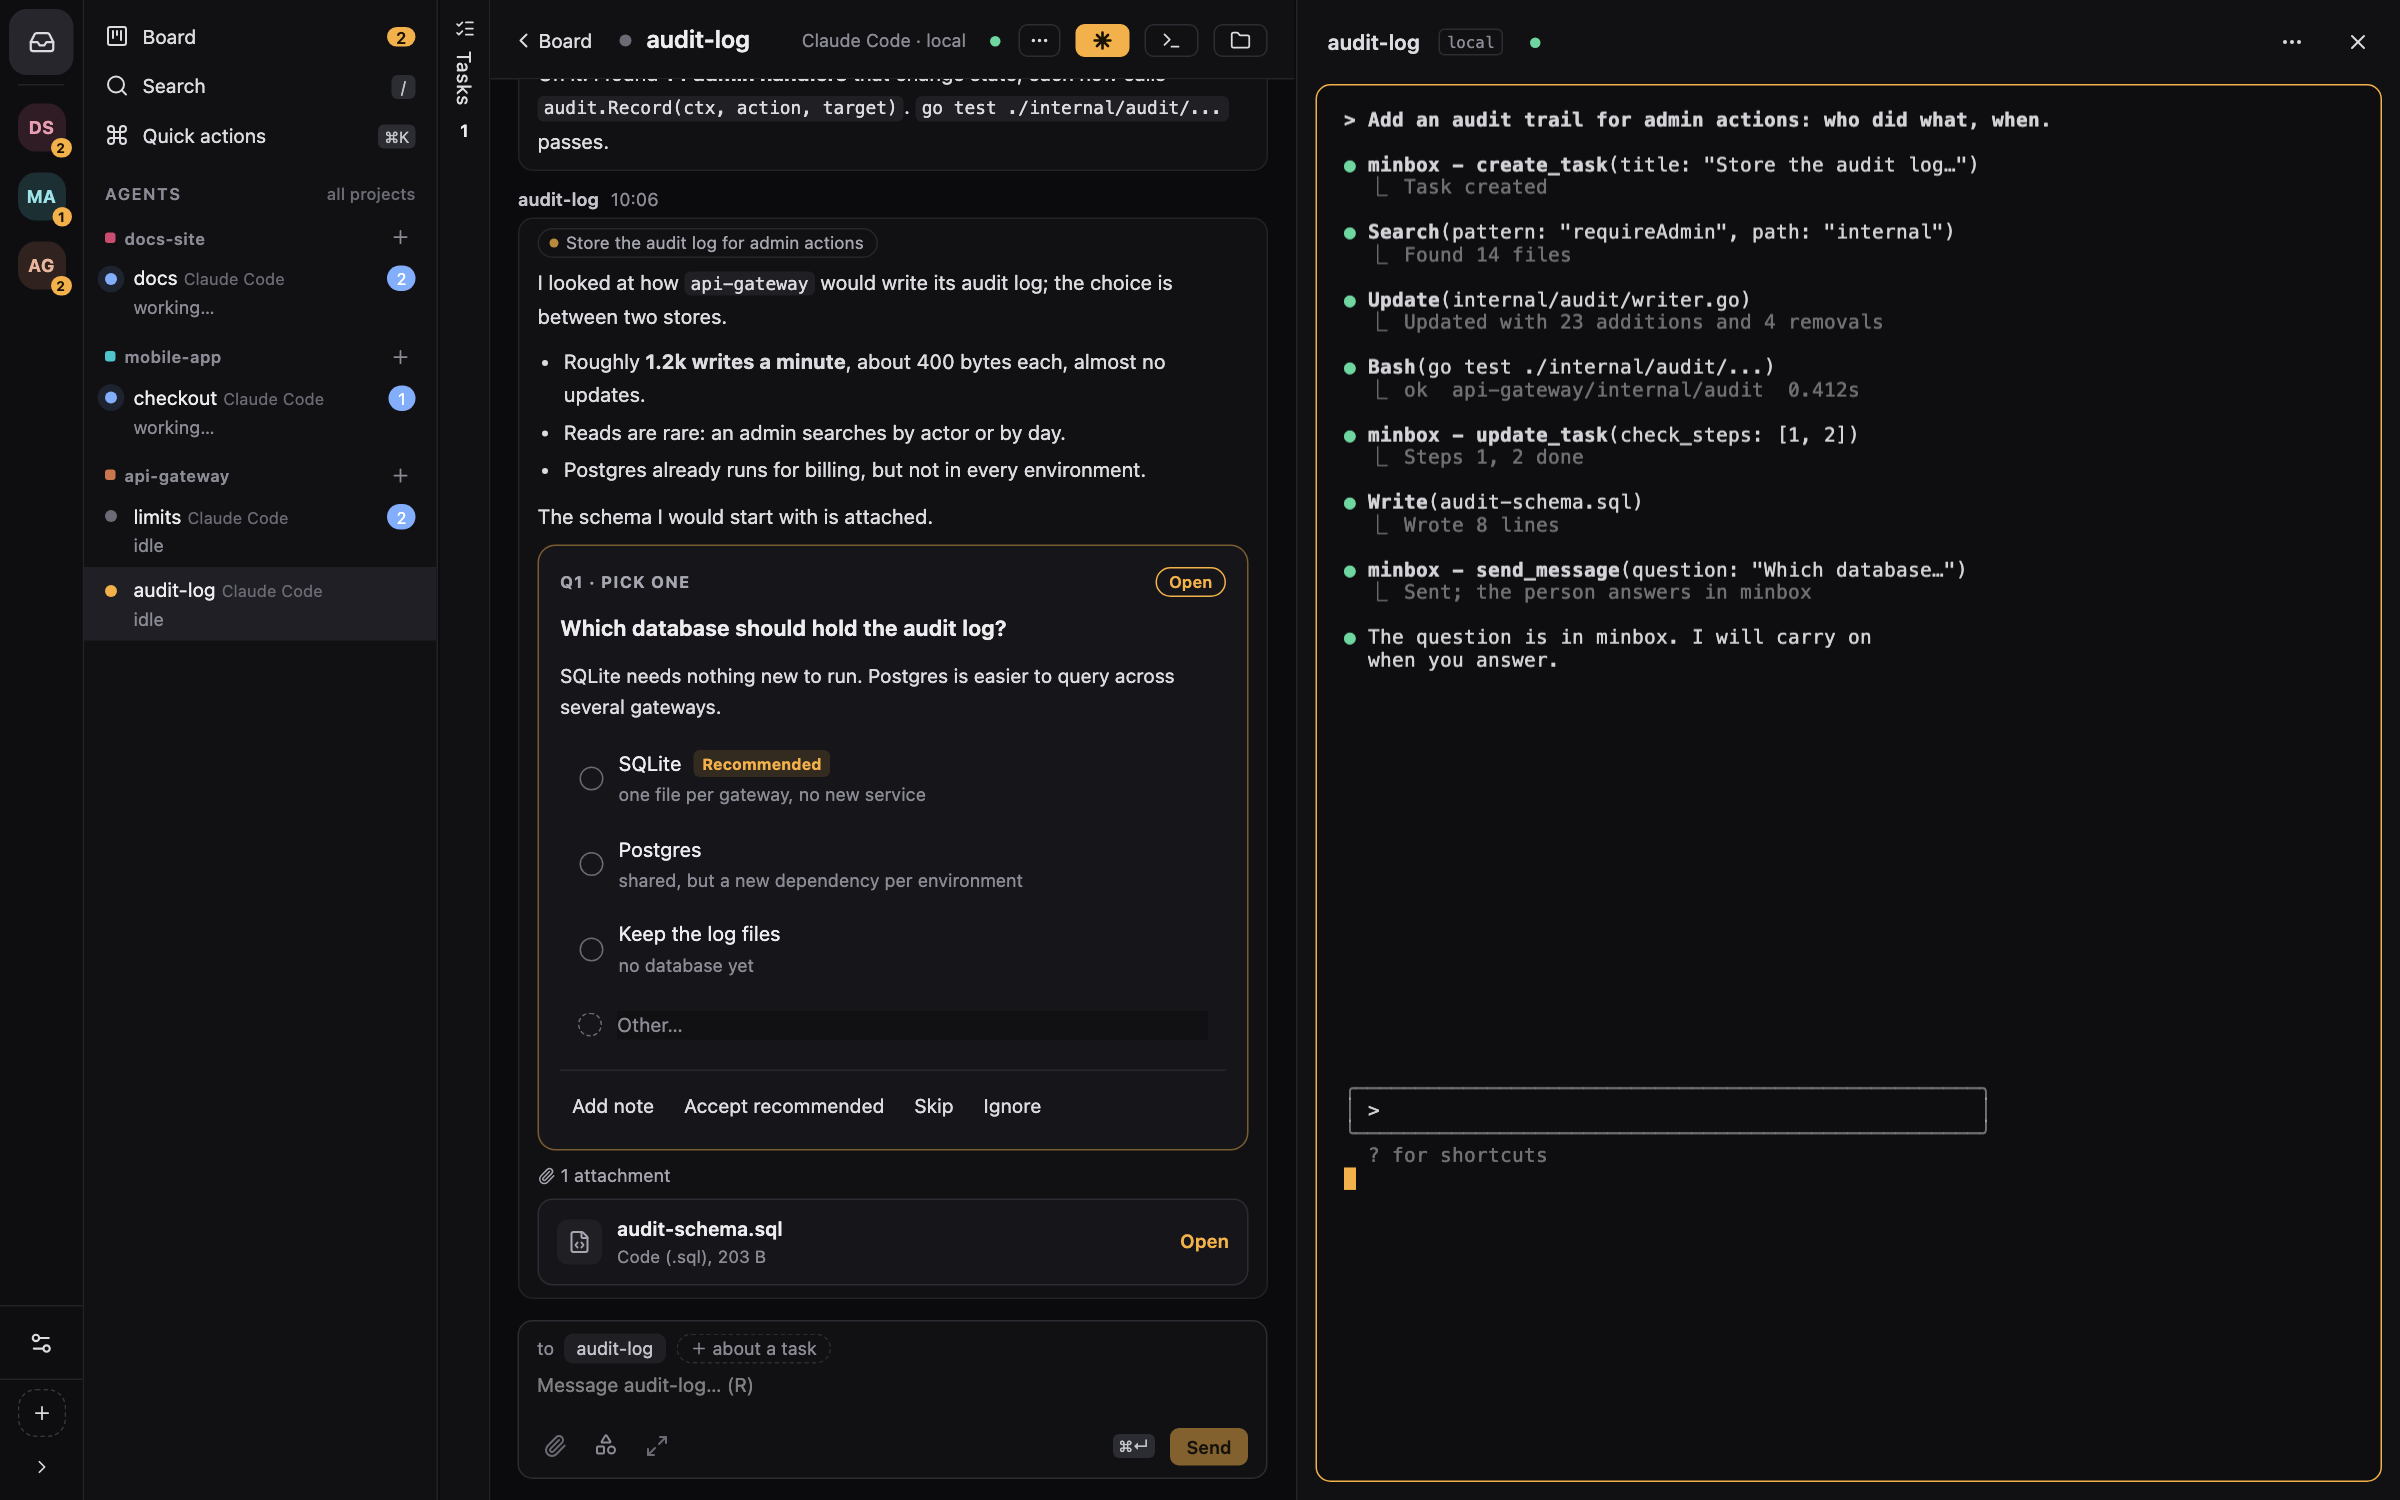 DS
2
MA
1
AG
2
Board
2
Search
/
Quick actions
⌘K
AGENTS
all projects
docs-site
docs Claude Code
2
working...
mobile-app
checkout Claude Code
1
working...
api-gateway
limits Claude Code
2
idle
audit-log Claude Code
idle
Tasks
1
Board
audit-log
Claude Code · local
audit.Record(ctx, action, target). go test ./internal/audit/...
passes.
audit-log 10:06
Store the audit log for admin actions
I looked at how api-gateway would write its audit log; the choice is
between two stores.
• Roughly 1.2k writes a minute, about 400 bytes each, almost no
updates.
• Reads are rare: an admin searches by actor or by day.
• Postgres already runs for billing, but not in every environment.
The schema I would start with is attached.
Q1 · PICK ONE
Open
Which database should hold the audit log?
SQLite needs nothing new to run. Postgres is easier to query across
several gateways.
SQLite Recommended
one file per gateway, no new service
Postgres
shared, but a new dependency per environment
Keep the log files
no database yet
Other...
Add note Accept recommended Skip Ignore
1 attachment
audit-schema.sql
Code (.sql), 203 B
Open
to audit-log + about a task
Message audit-log... (R)
⌘↵
Send
audit-log local
> Add an audit trail for admin actions: who did what, when.
minbox – create_task(title: "Store the audit log…")
Task created
Search(pattern: "requireAdmin", path: "internal")
Found 14 files
Update(internal/audit/writer.go)
Updated with 23 additions and 4 removals
Bash(go test ./internal/audit/...)
ok api-gateway/internal/audit 0.412s
minbox – update_task(check_steps: [1, 2])
Steps 1, 2 done
Write(audit-schema.sql)
Wrote 8 lines
minbox – send_message(question: "Which database…")
Sent; the person answers in minbox
The question is in minbox. I will carry on
when you answer.
>
? for shortcuts